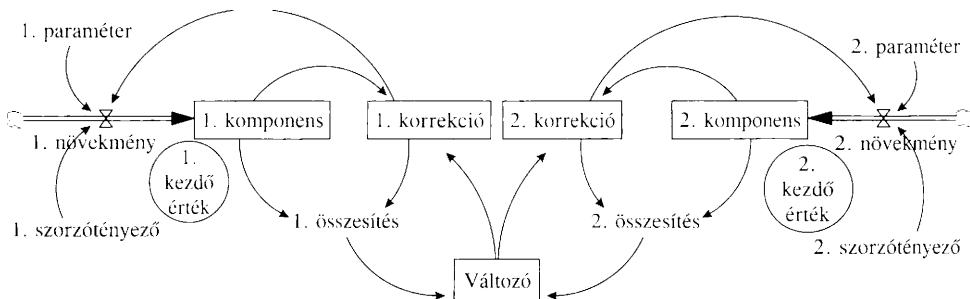 1. paraméter
2. paraméter
1. komponens
1. korrekció
2. korrekció
2. komponens
1. növekmény
2. növekmény
1.
kezdő
érték
2.
kezdő
érték
1. szorzótényező
1. összesítés
2. összesítés
2. szorzótényező
Változó